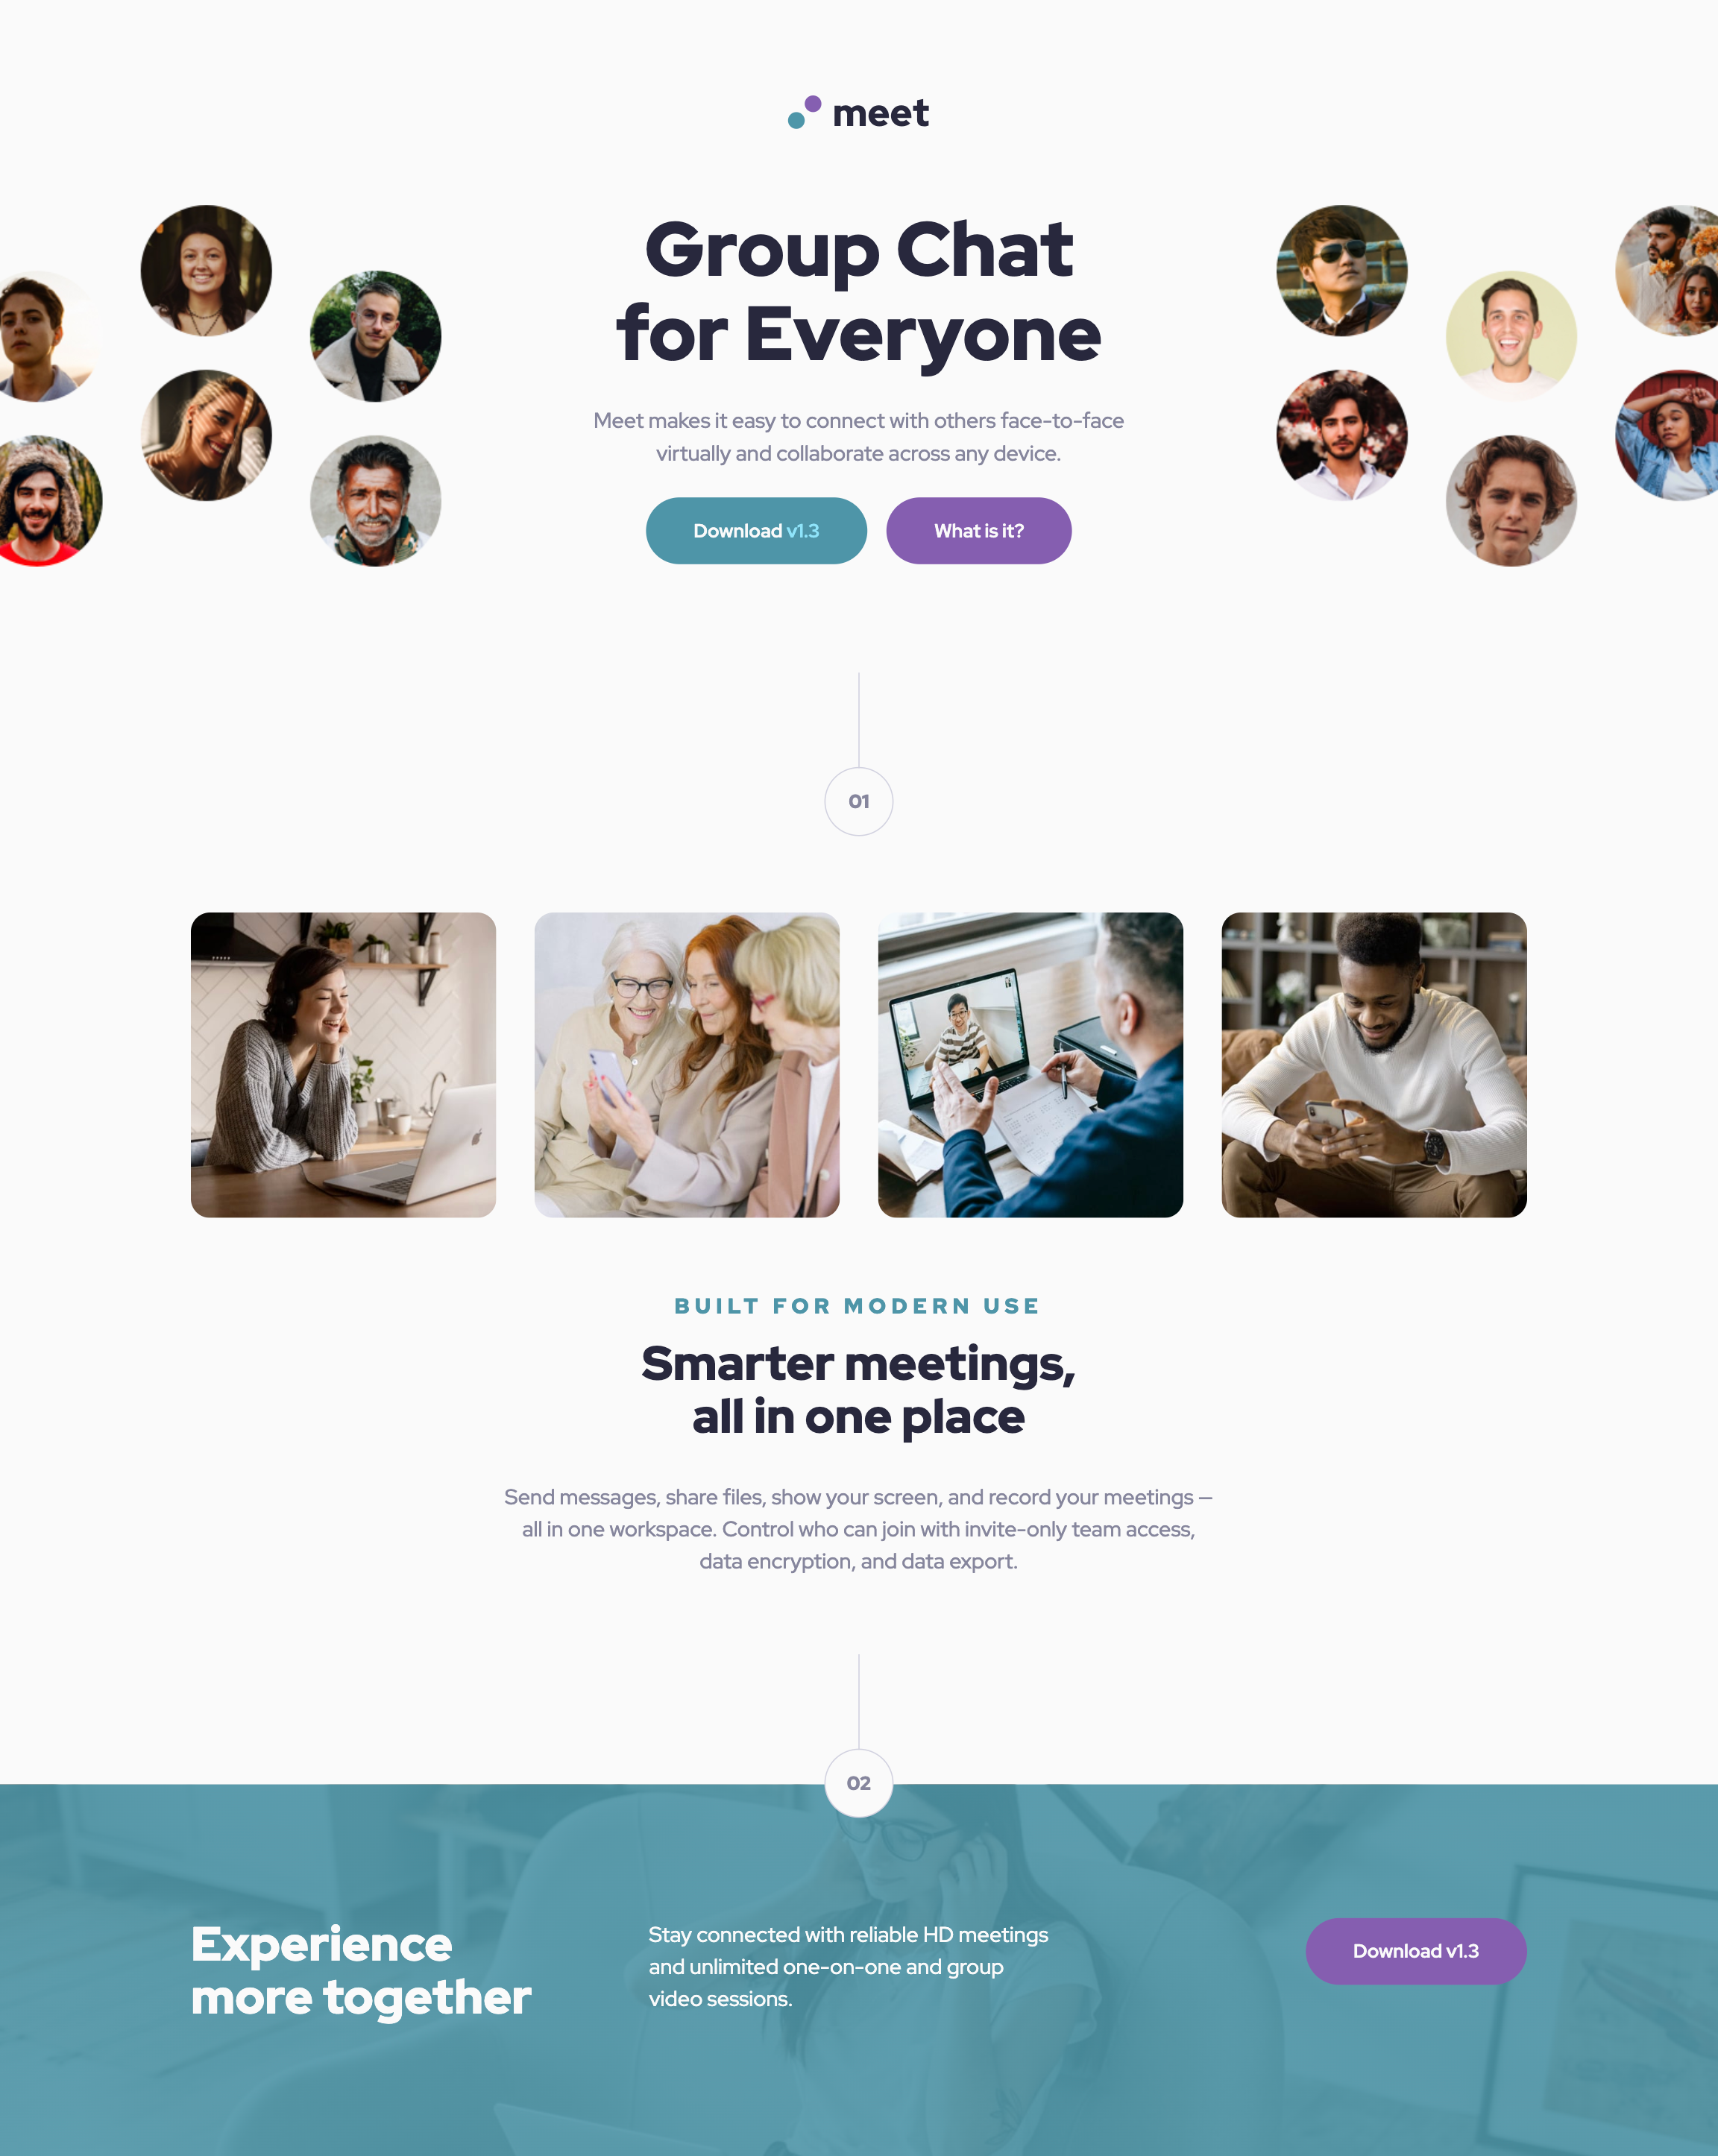 meet
Group Chat
for Everyone
Meet makes it easy to connect with others face-to-face
virtually and collaborate across any device.
Download v1.3
What is it?
01
BUILT FOR MODERN USE
Smarter meetings,
all in one place
Send messages, share files, show your screen, and record your meetings —
all in one workspace. Control who can join with invite-only team access,
data encryption, and data export.
02
Experience
more together
Stay connected with reliable HD meetings
and unlimited one-on-one and group
video sessions.
Download v1.3